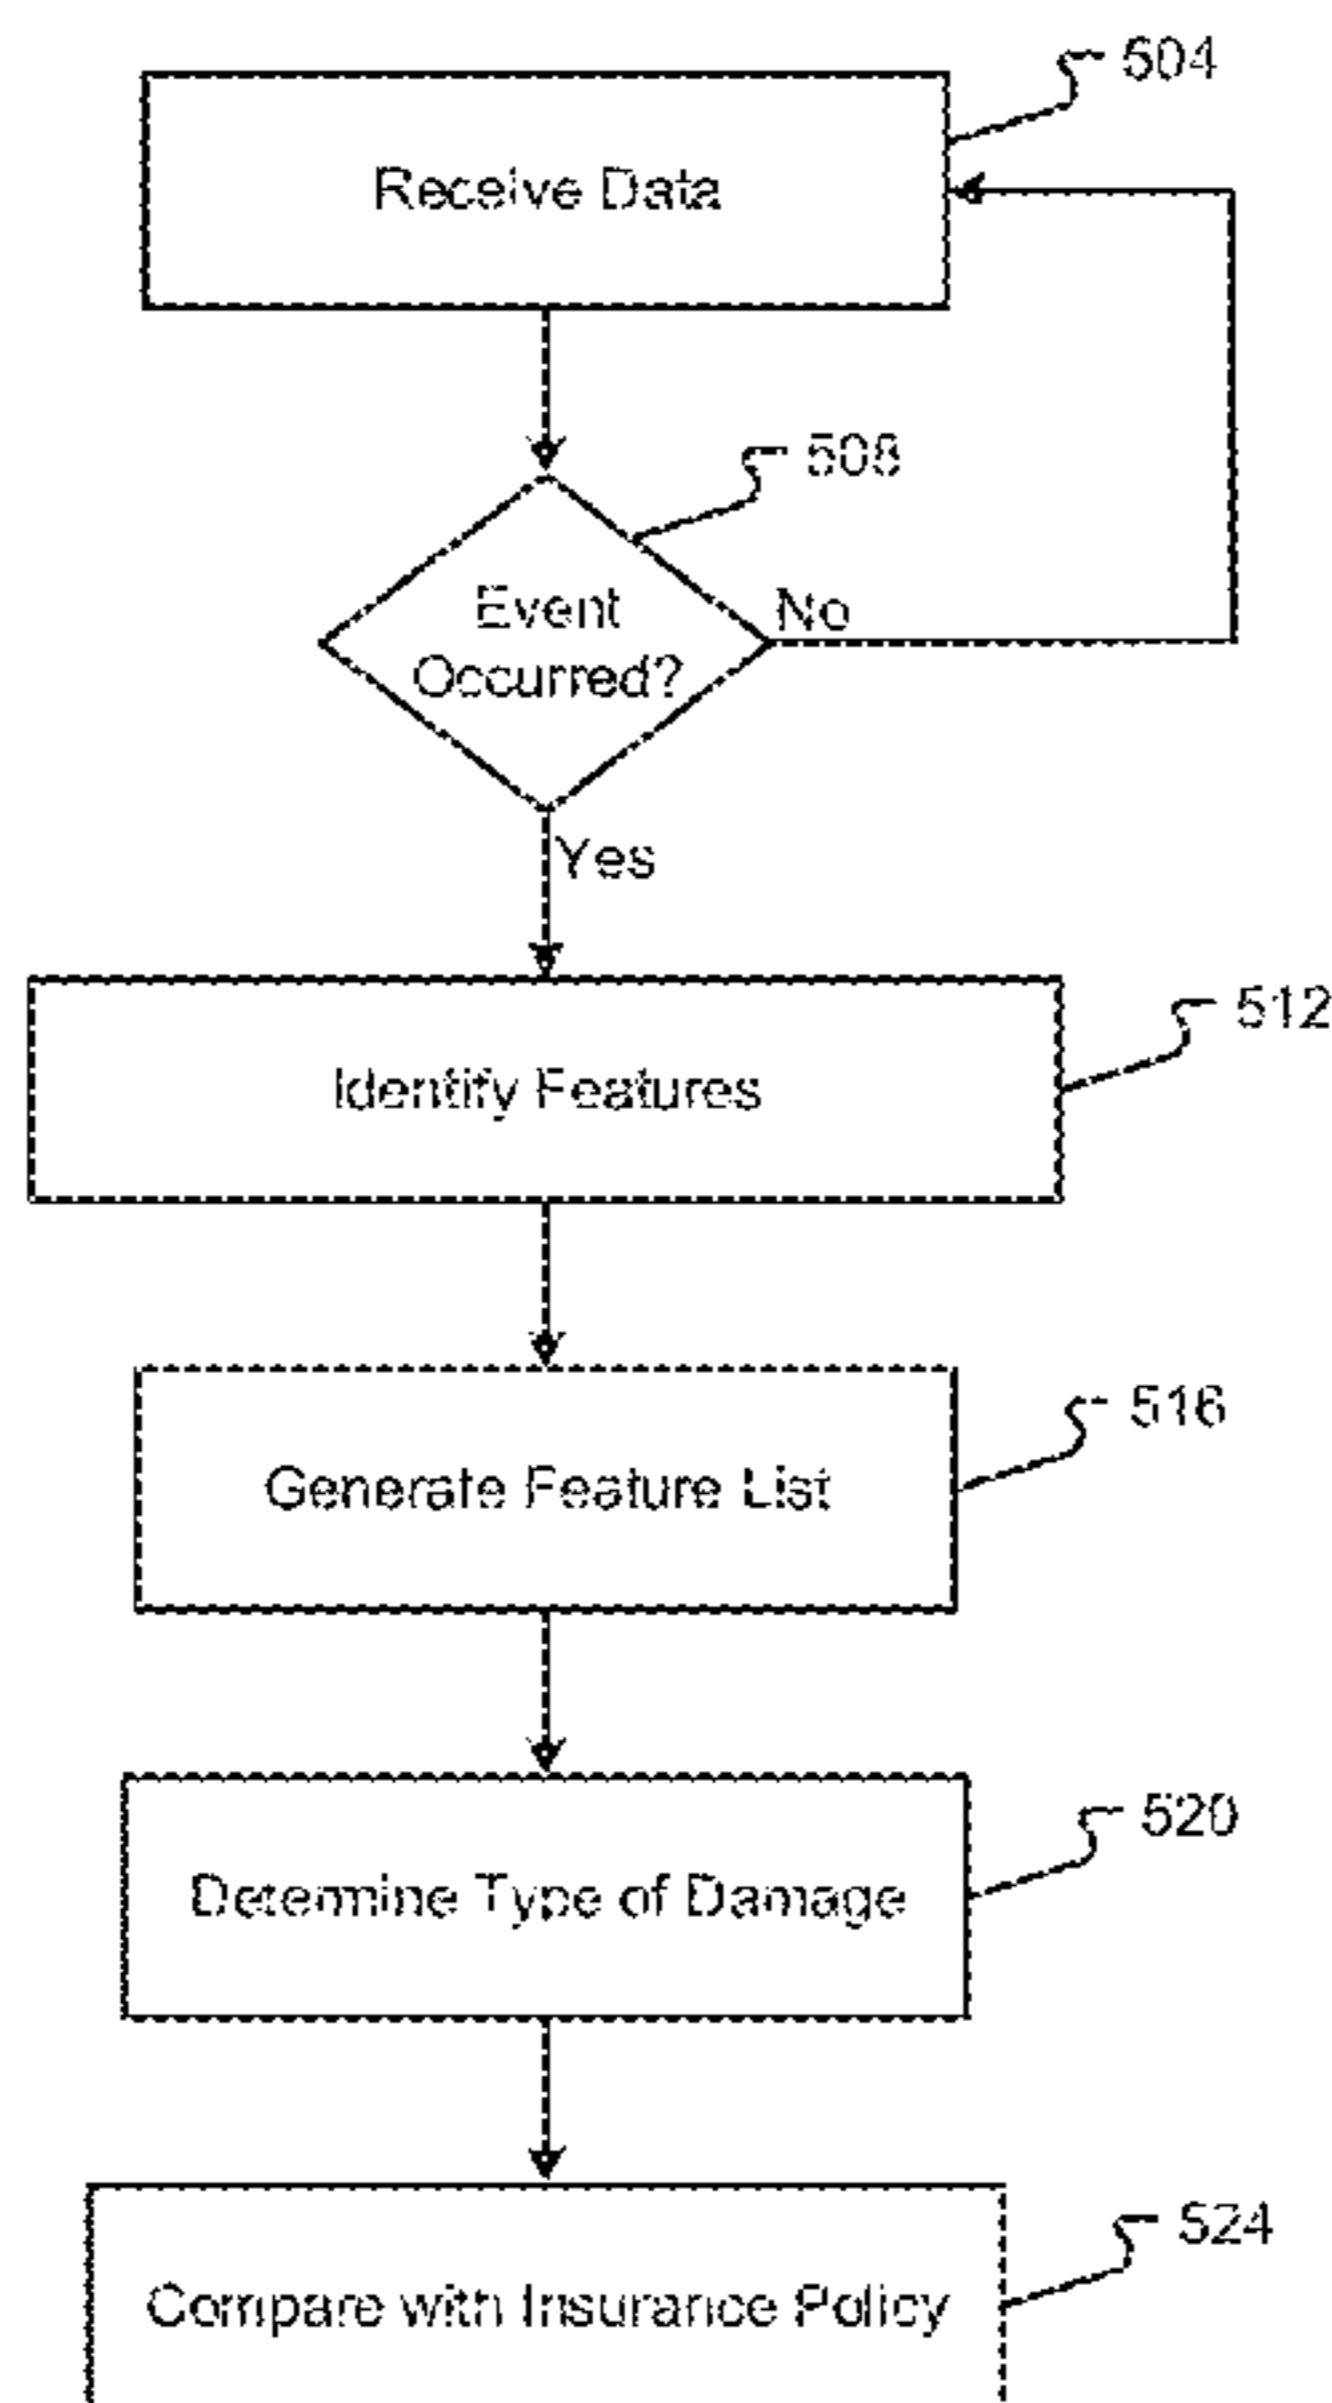 504
Receive Data
508
Event
Occurred?
No
Yes
512
Identify Features
516
Generate Feature List
520
Determine Type of Damage
524
Compare with Insurance Policy